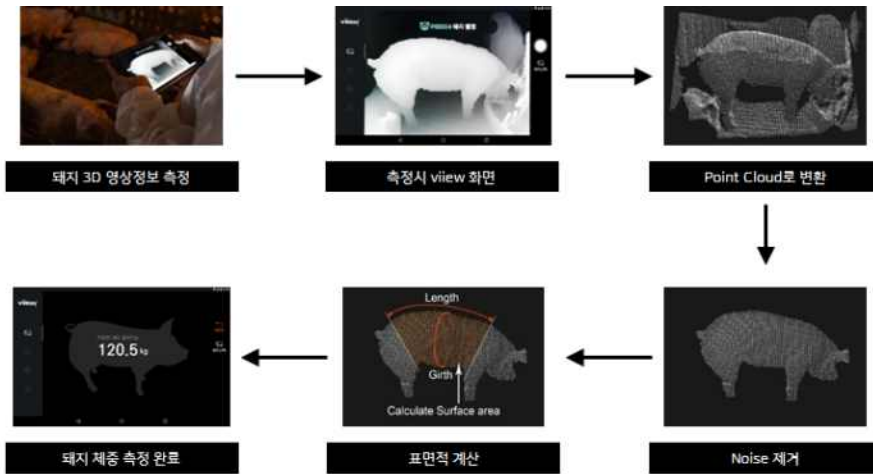 viiew
돼지 3D 영상정보 측정
측정시 viiew 화면
Point Cloud로 변환
viiew
120.5 kg
Length
Girth
Calculate Surface area
돼지 체중 측정 완료
표면적 계산
Noise 제거